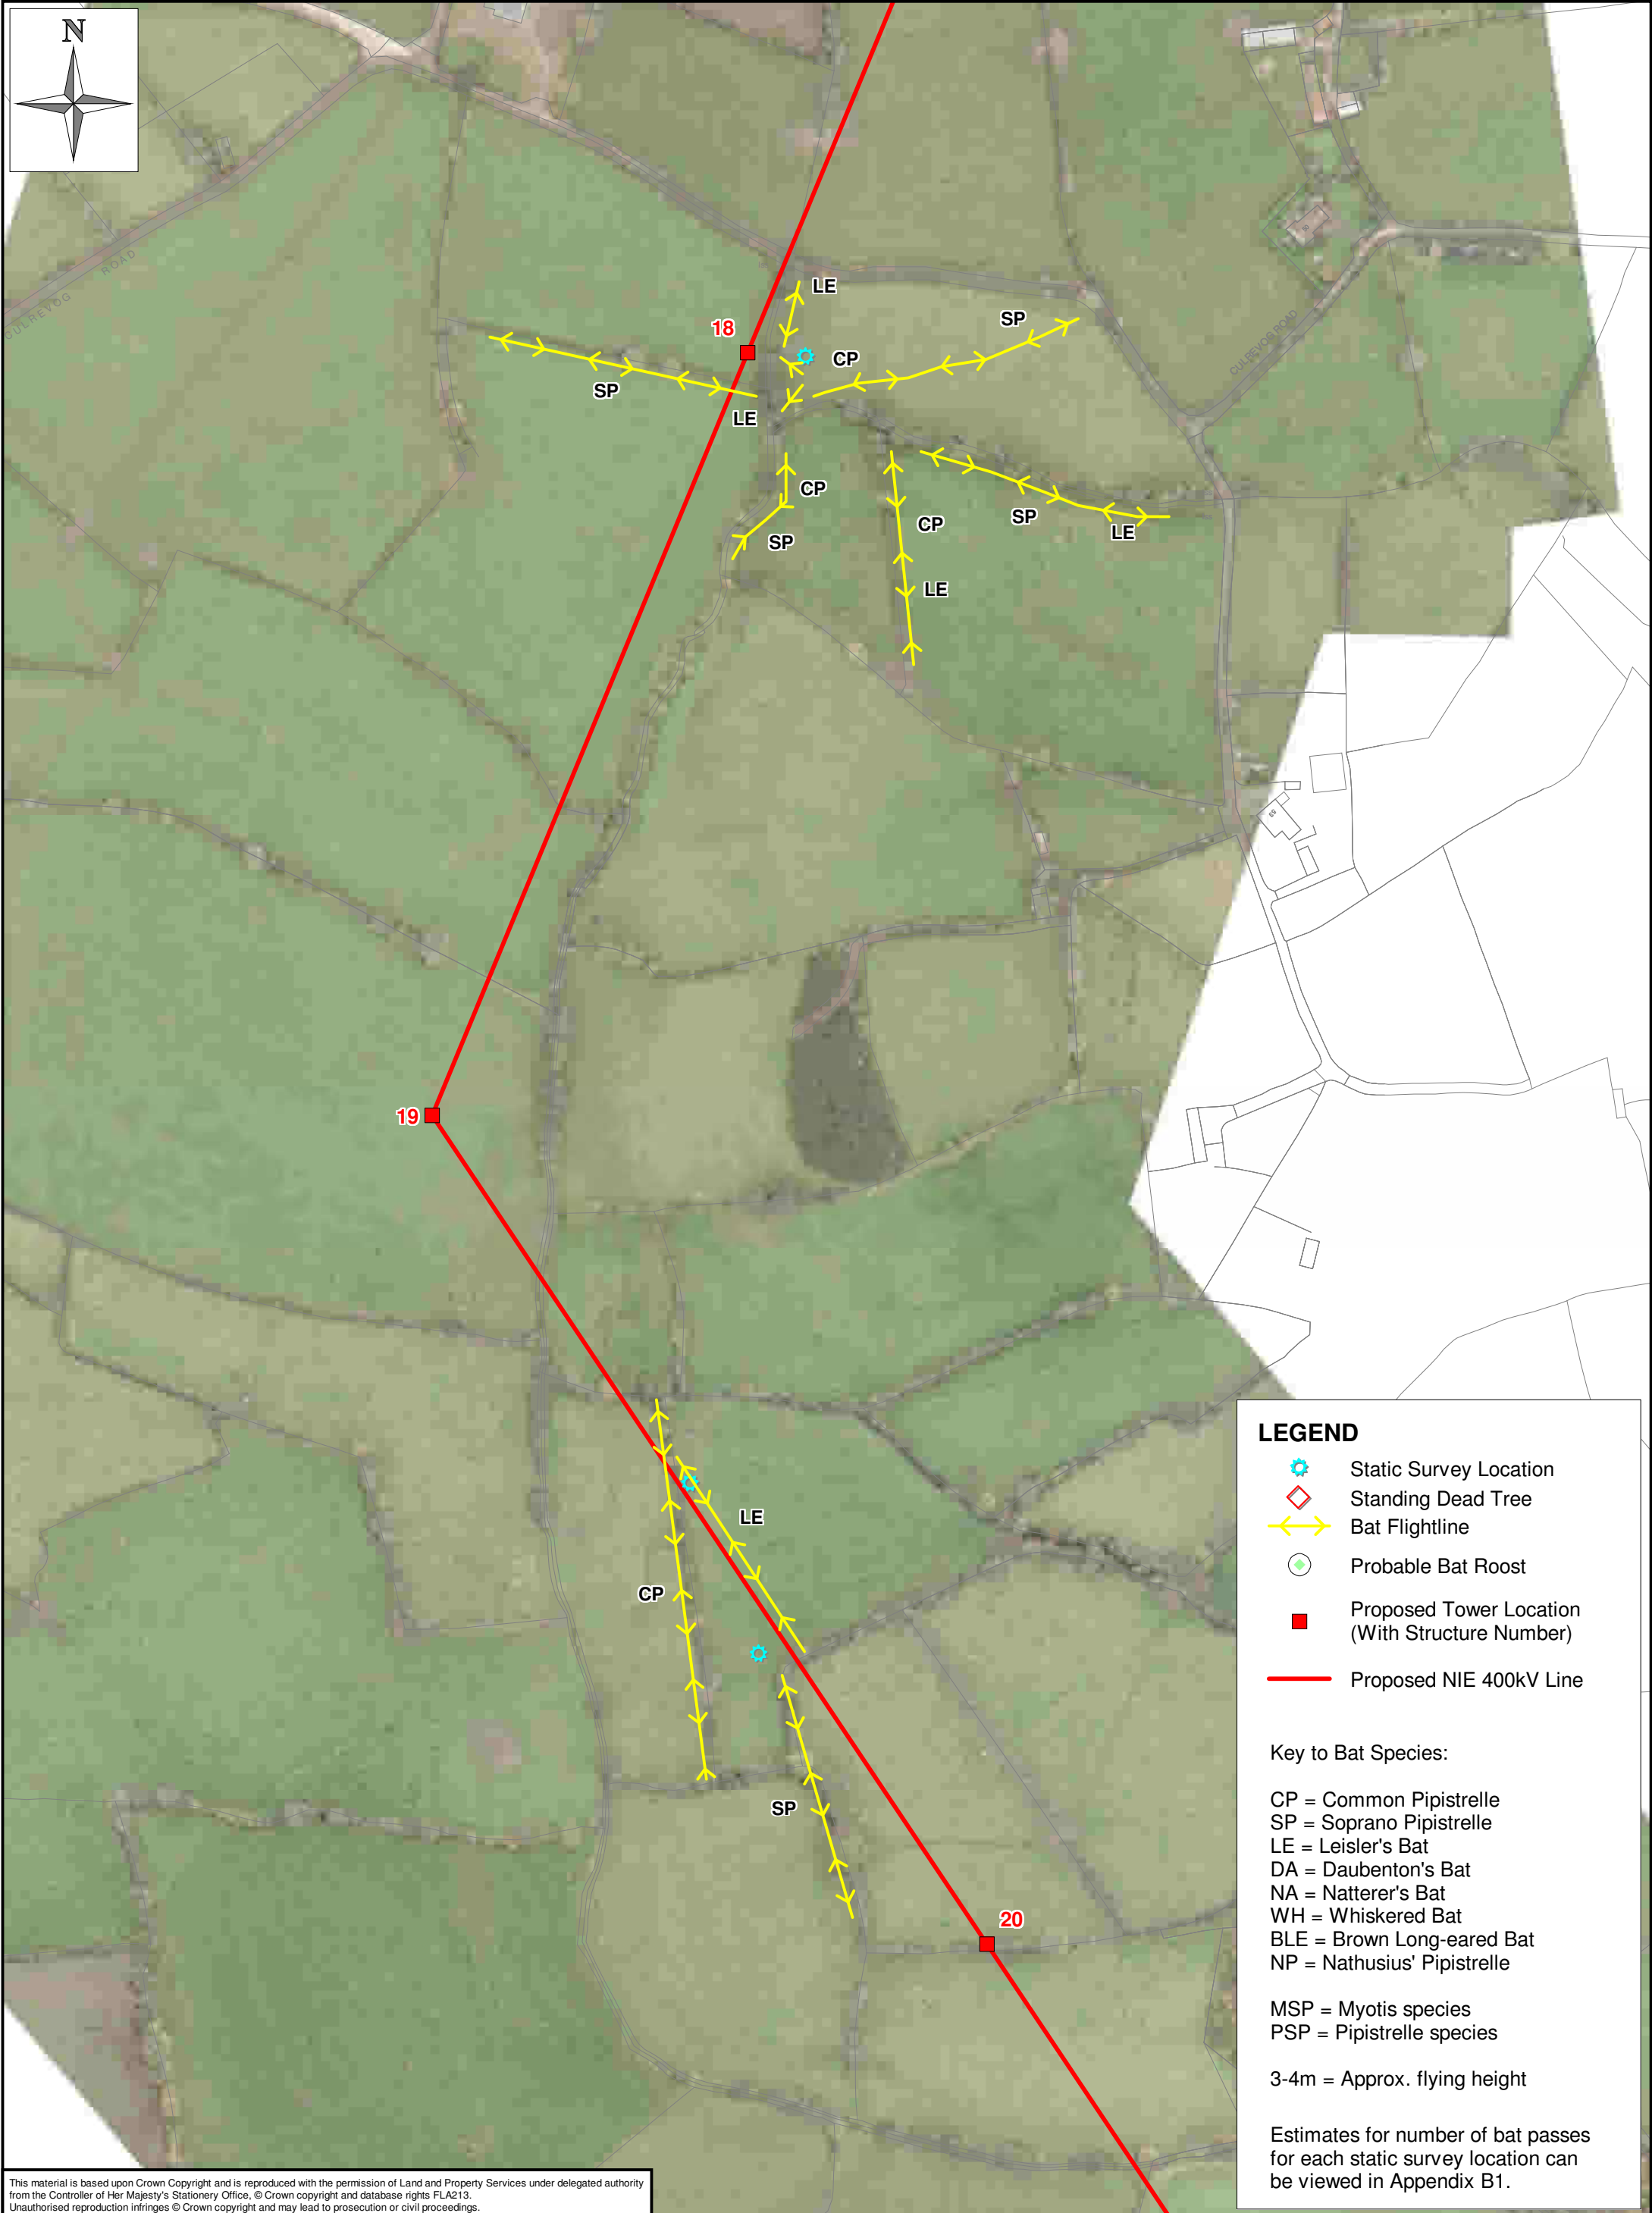 N
CULREVOG
ROAD
CULREVOG ROAD
LE
18
SP
CP
SP
LE
CP
SP
CP
SP
LE
LE
19
LE
CP
SP
20
LEGEND
Static Survey Location
Standing Dead Tree
Bat Flightline
Probable Bat Roost
Proposed Tower Location
(With Structure Number)
Proposed NIE 400kV Line
Key to Bat Species:
CP = Common Pipistrelle
SP = Soprano Pipistrelle
LE = Leisler's Bat
DA = Daubenton's Bat
NA = Natterer's Bat
WH = Whiskered Bat
BLE = Brown Long-eared Bat
NP = Nathusius' Pipistrelle
MSP = Myotis species
PSP = Pipistrelle species
3-4m = Approx. flying height
Estimates for number of bat passes
for each static survey location can
be viewed in Appendix B1.
This material is based upon Crown Copyright and is reproduced with the permission of Land and Property Services under delegated authority
from the Controller of Her Majesty's Stationery Office, © Crown copyright and database rights FLA213.
Unauthorised reproduction infringes © Crown copyright and may lead to prosecution or civil proceedings.